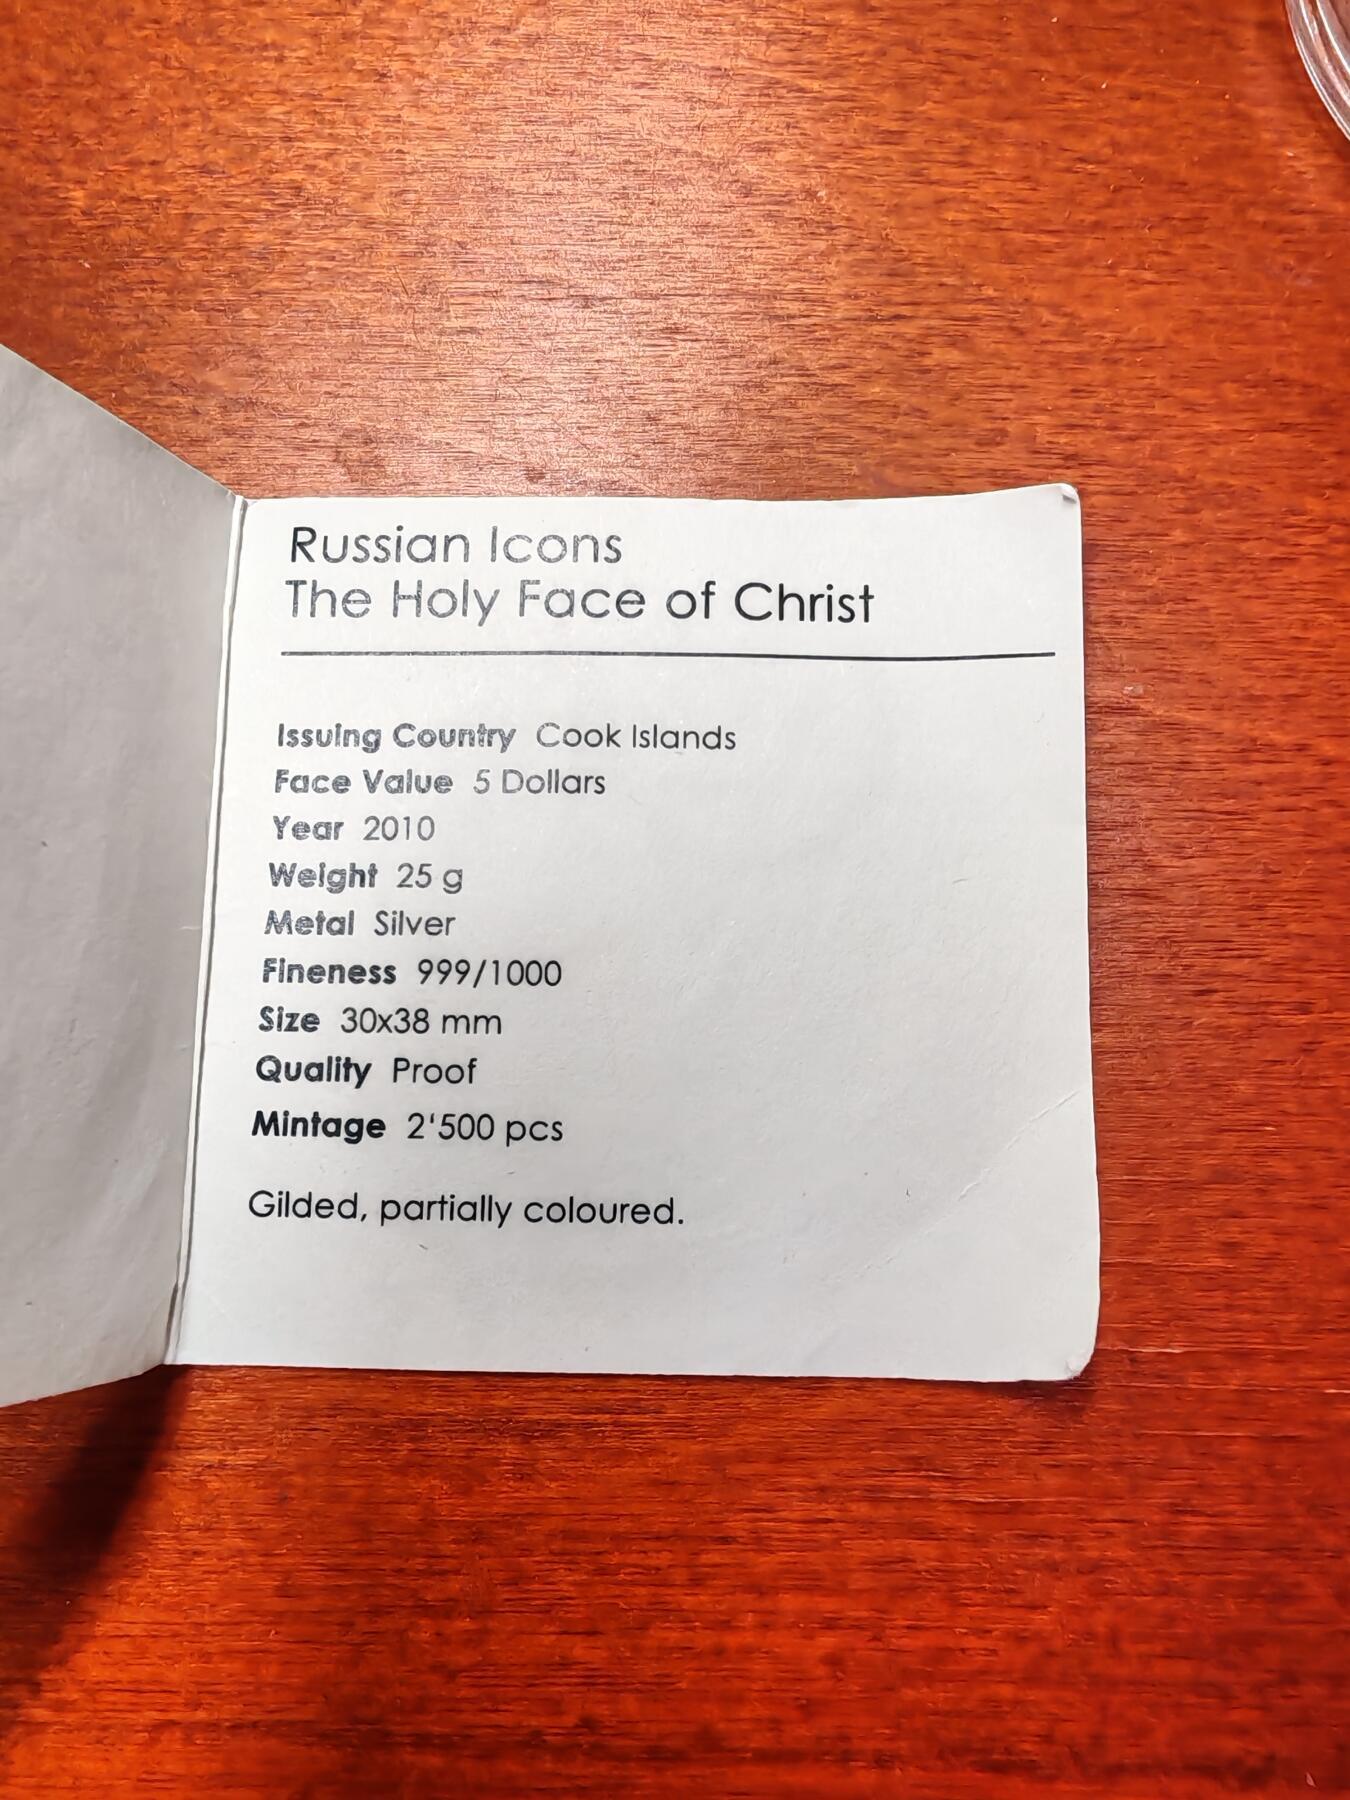 Russian Icons
The Holy Face of Christ
Issuing Country Cook Islands
Face Value 5 Dollars
Year 2010
Weight 25 g
Metal Silver
Fineness 999/1000
Size 30x38 mm
Quality Proof
Mintage 2'500 pcs
Gilded, partially coloured.